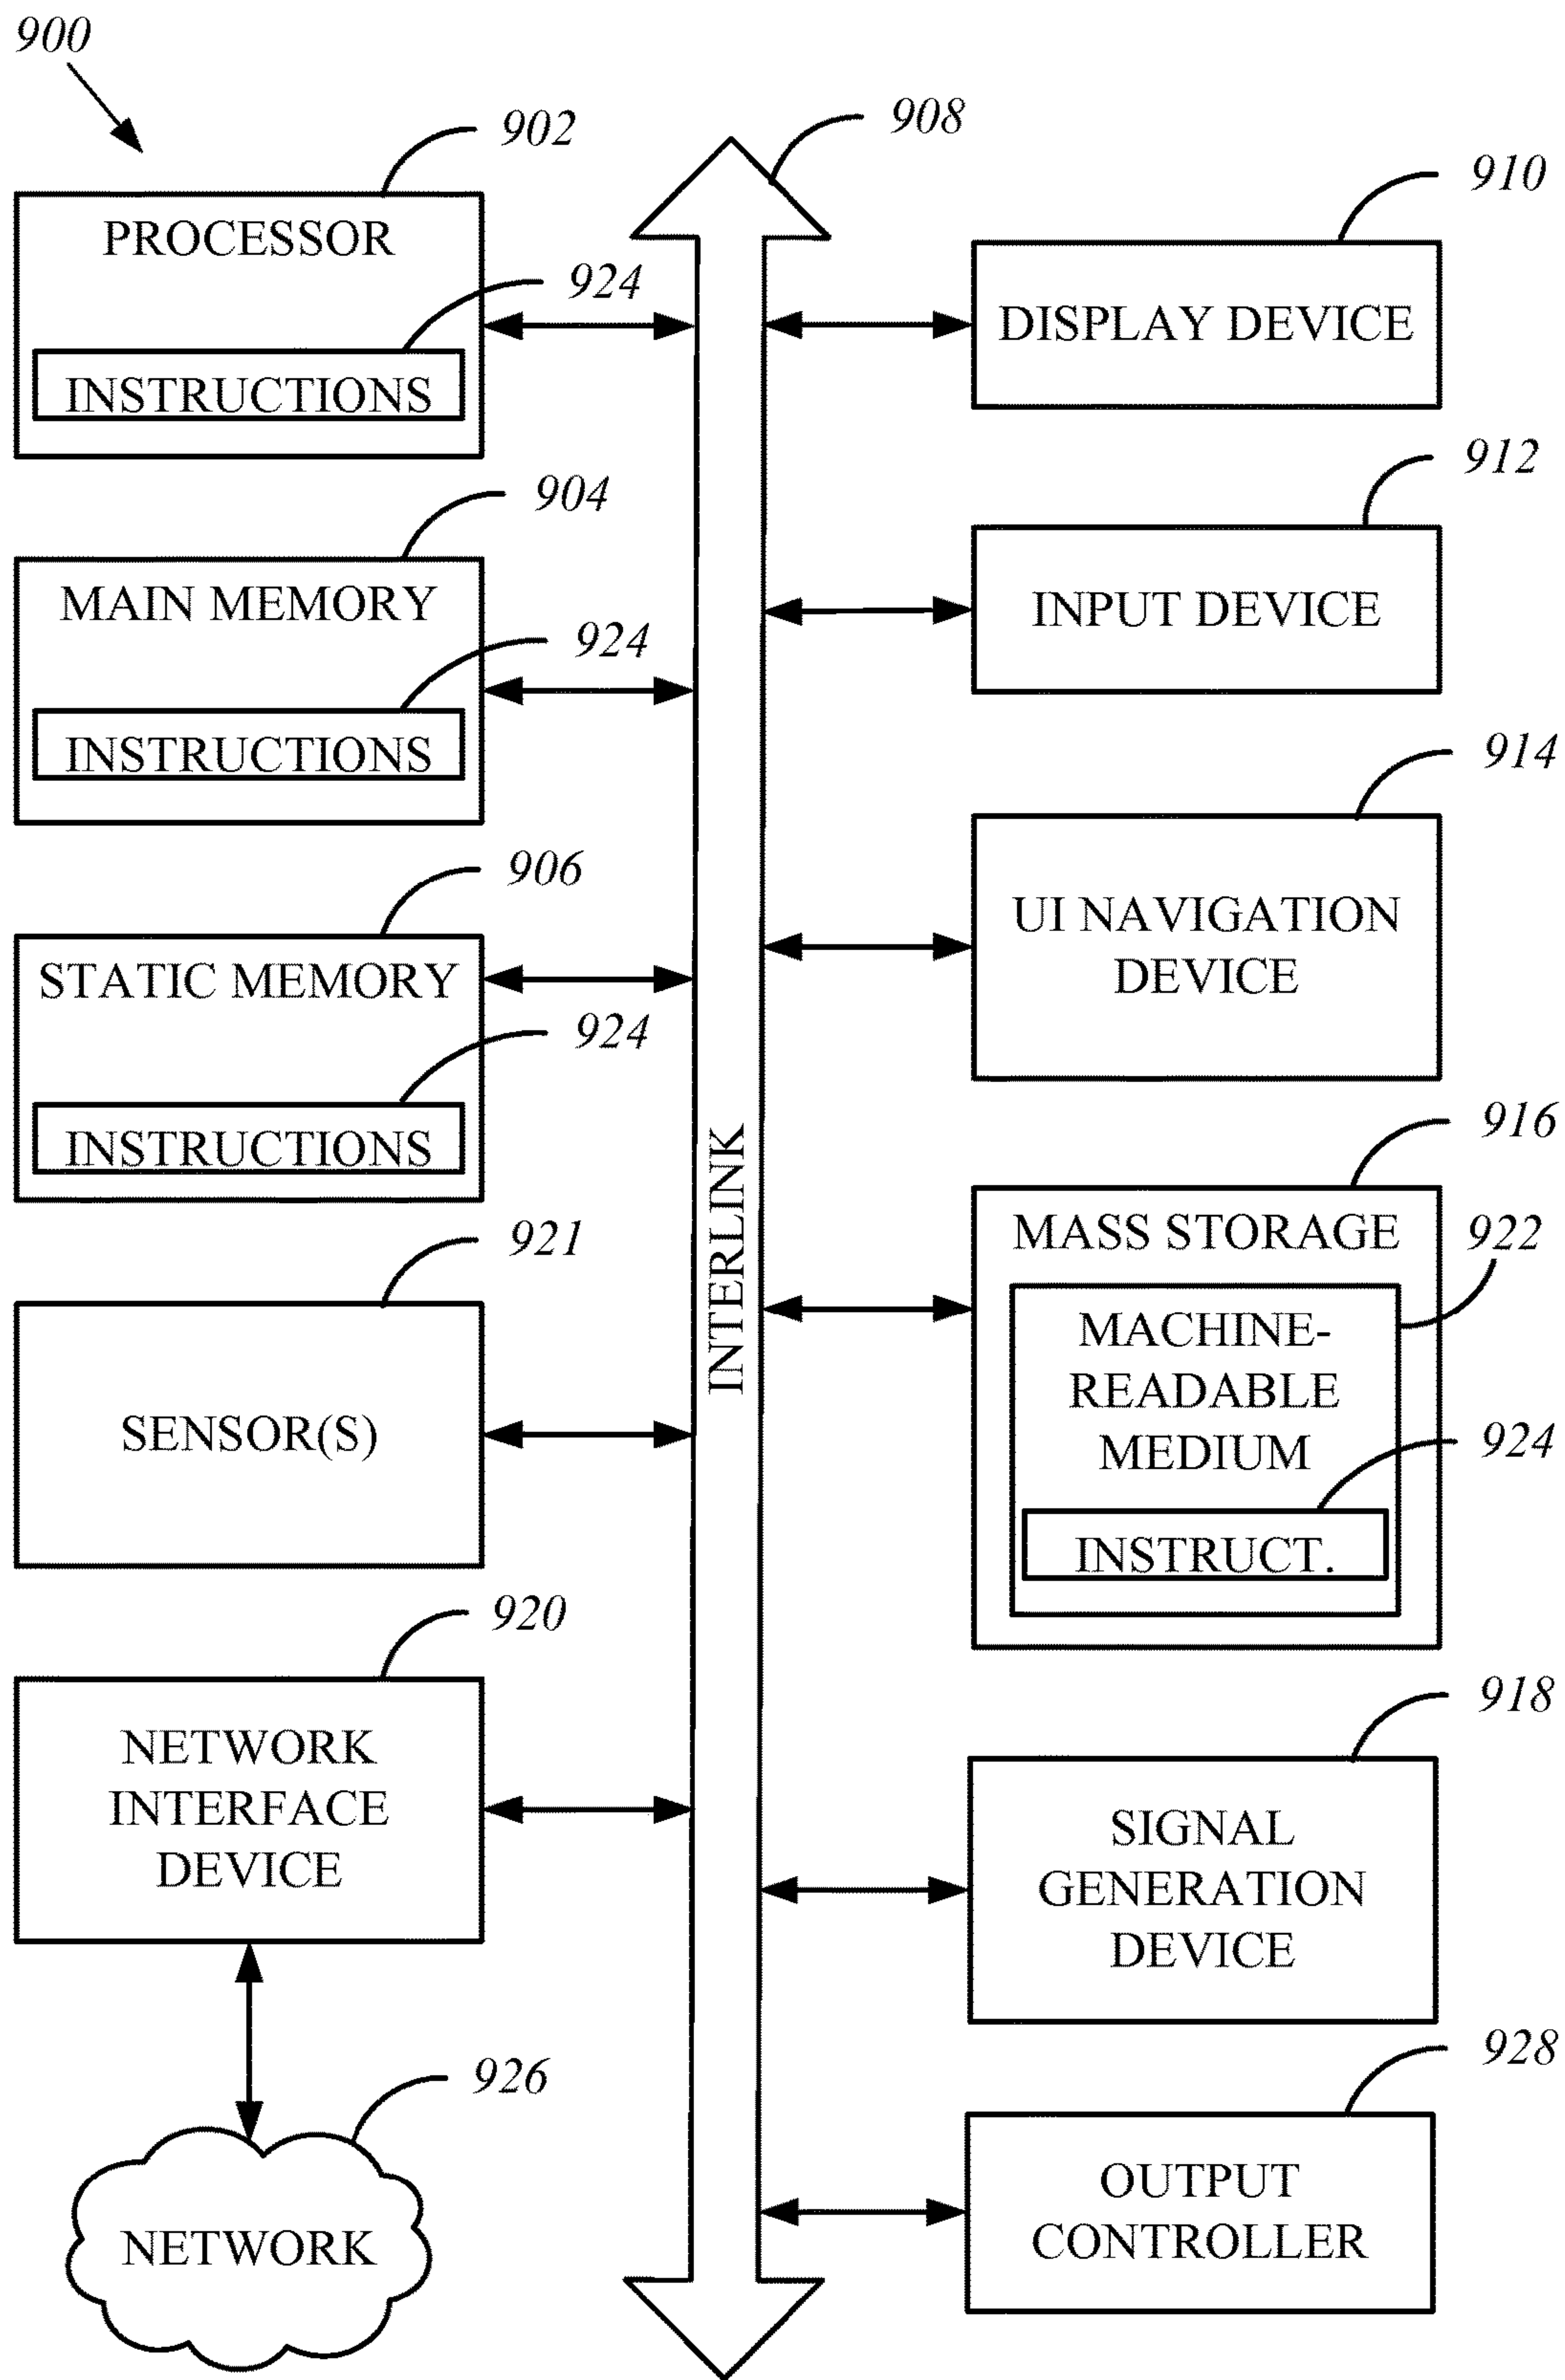 900
902
PROCESSOR
924
INSTRUCTIONS
904
MAIN MEMORY
924
INSTRUCTIONS
906
STATIC MEMORY
924
INSTRUCTIONS
921
SENSOR(S)
920
NETWORK
INTERFACE
DEVICE
926
NETWORK
908
INTERLINK
910
DISPLAY DEVICE
912
INPUT DEVICE
914
UI NAVIGATION
DEVICE
916
MASS STORAGE
922
MACHINE-
READABLE
MEDIUM
924
INSTRUCT.
918
SIGNAL
GENERATION
DEVICE
928
OUTPUT
CONTROLLER